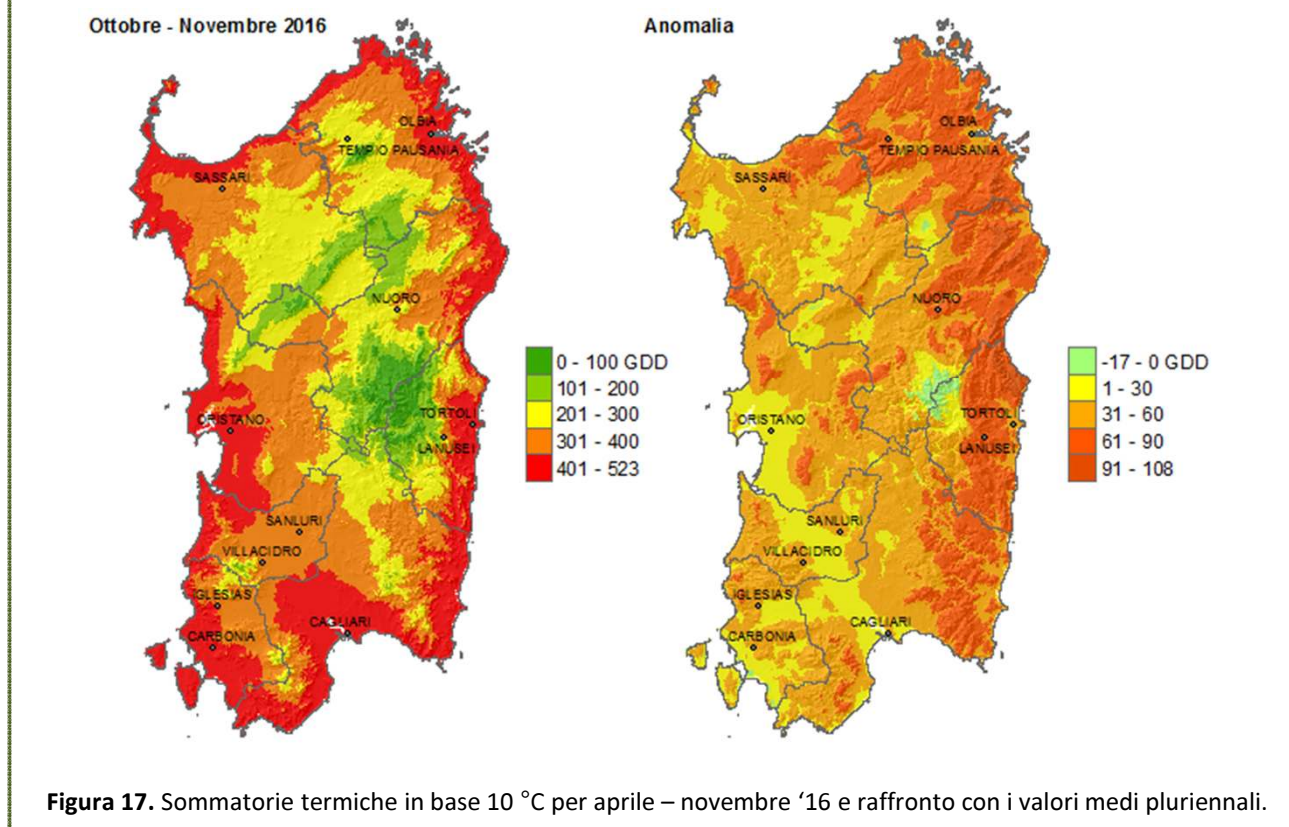 Ottobre - Novembre 2016
Anomalia
OLBIA
TEMPIO PAUSANIA
SASSARI
NUORO
ORISTANO
TORTOLI
LANUSEI
SANLURI
VILLACIDRO
IGLESIAS
CAGLIARI
CARBONIA
0 - 100 GDD
101 - 200
201 - 300
301 - 400
401 - 523
OLBIA
TEMPIO PAUSANIA
SASSARI
NUORO
ORISTANO
TORTOLI
LANUSEI
SANLURI
VILLACIDRO
IGLESIAS
CAGLIARI
CARBONIA
-17 - 0 GDD
1 - 30
31 - 60
61 - 90
91 - 108
Figura 17. Sommatorie termiche in base 10 °C per aprile – novembre ‘16 e raffronto con i valori medi pluriennali.